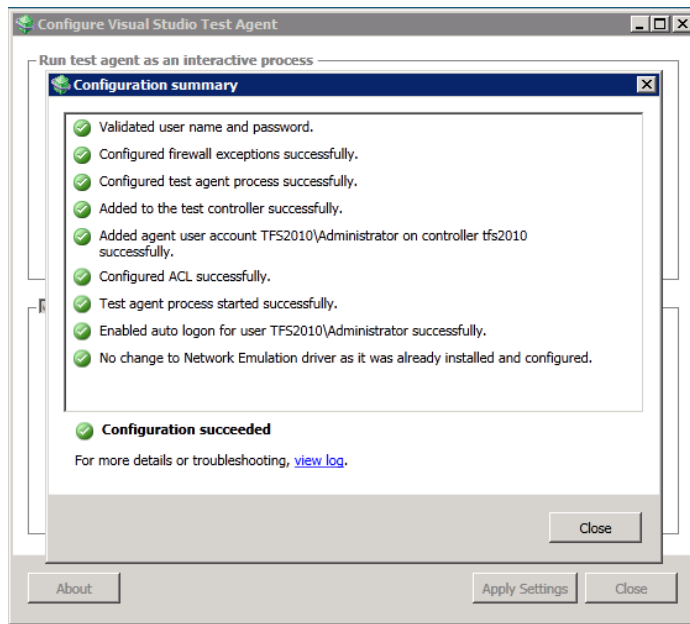 Configure Visual Studio Test Agent
Run test agent as an interactive process
Configuration summary
Validated user name and password.
Configured firewall exceptions successfully.
Configured test agent process successfully.
Added to the test controller successfully.
Added agent user account TFS2010\Administrator on controller tfs2010
successfully.
Configured ACL successfully.
Test agent process started successfully.
Enabled auto logon for user TFS2010\Administrator successfully.
No change to Network Emulation driver as it was already installed and configured.
Configuration succeeded
For more details or troubleshooting, view log.
Close
About
Apply Settings
Close